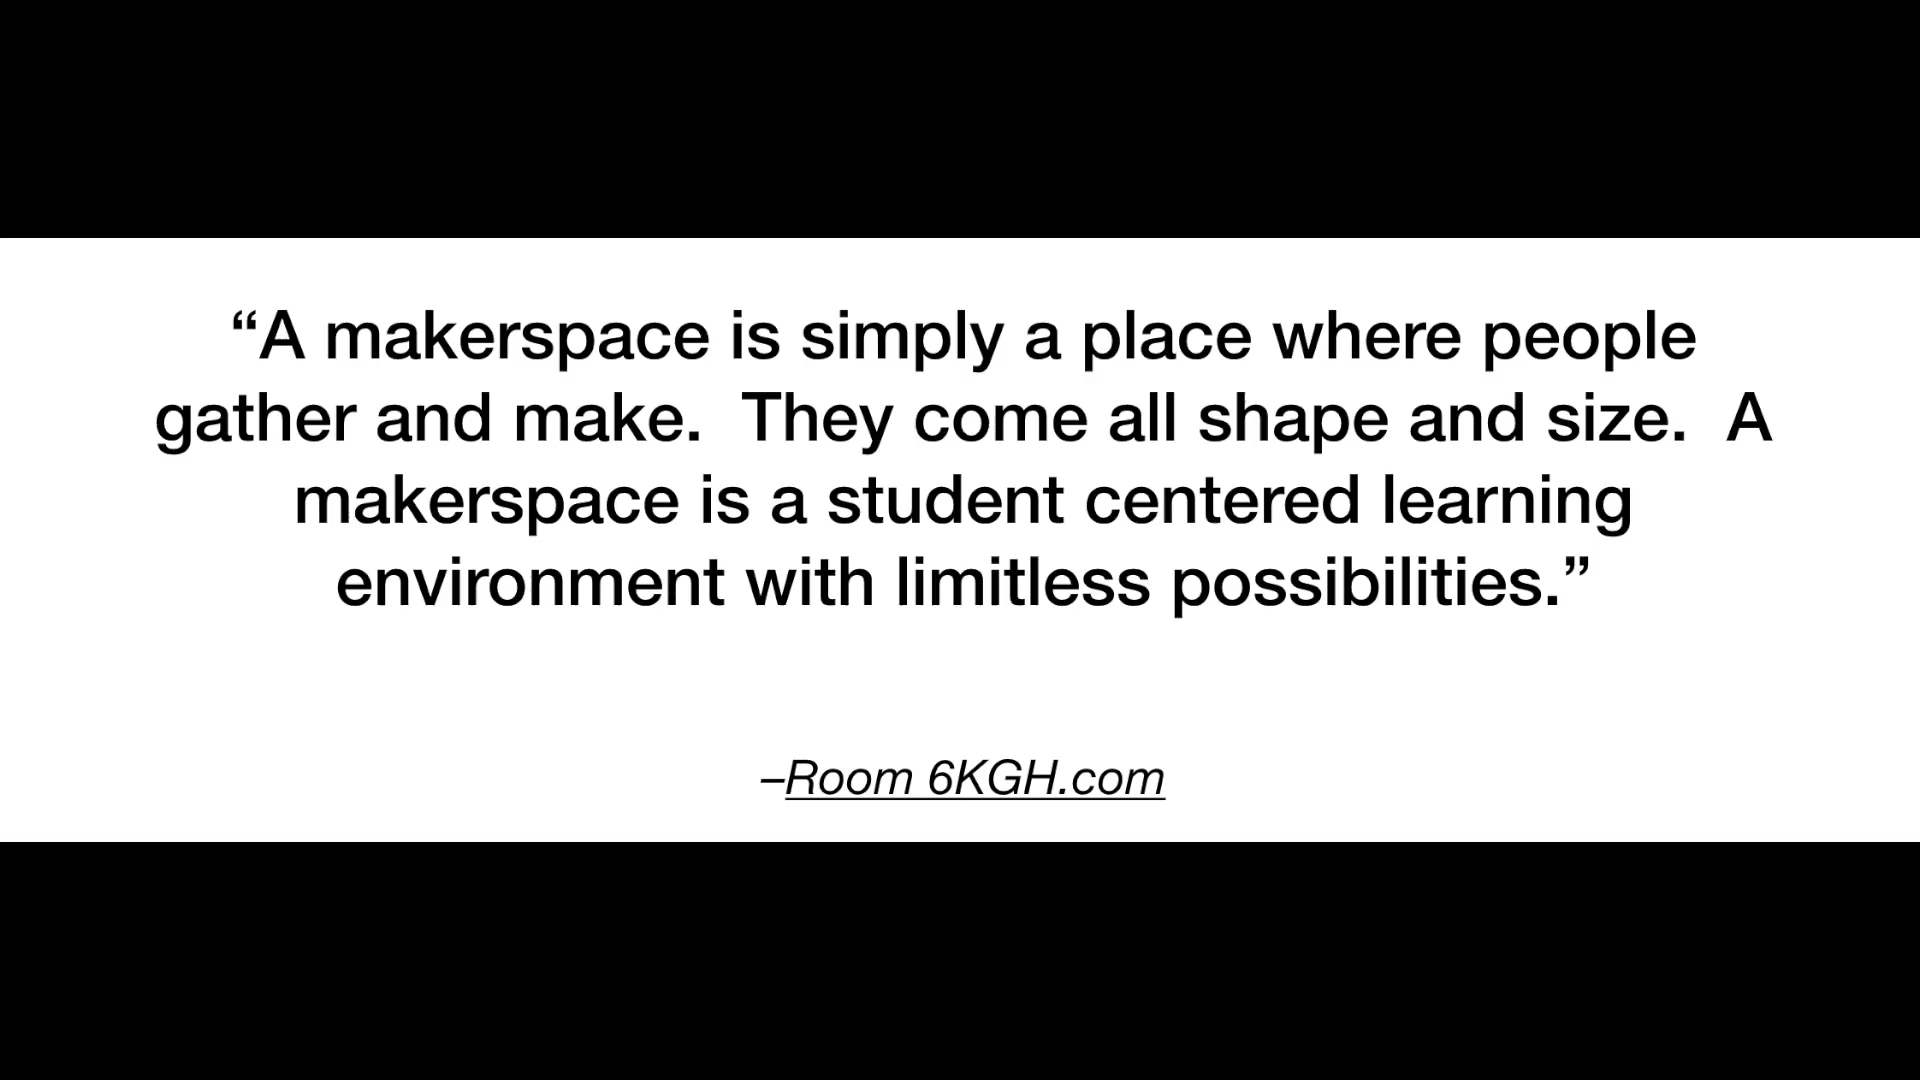 “A makerspace is simply a place where people
gather and make.  They come all shape and size.  A
makerspace is a student centered learning
environment with limitless possibilities.”
–Room 6KGH.com